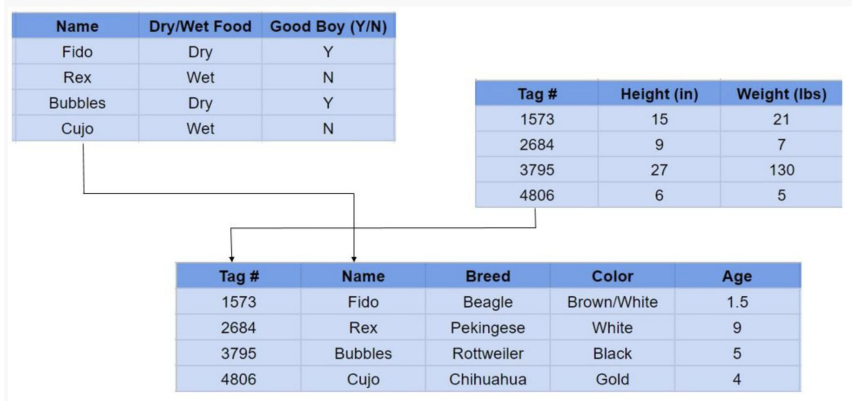 Name Dry/Wet Food Good Boy (Y/N)
Fido Dry Y
Rex Wet N
Bubbles Dry Y
Cujo Wet N
Tag # Height (in) Weight (lbs)
1573 15 21
2684 9 7
3795 27 130
4806 6 5
Tag # Name Breed Color Age
1573 Fido Beagle Brown/White 1.5
2684 Rex Pekingese White 9
3795 Bubbles Rottweiler Black 5
4806 Cujo Chihuahua Gold 4